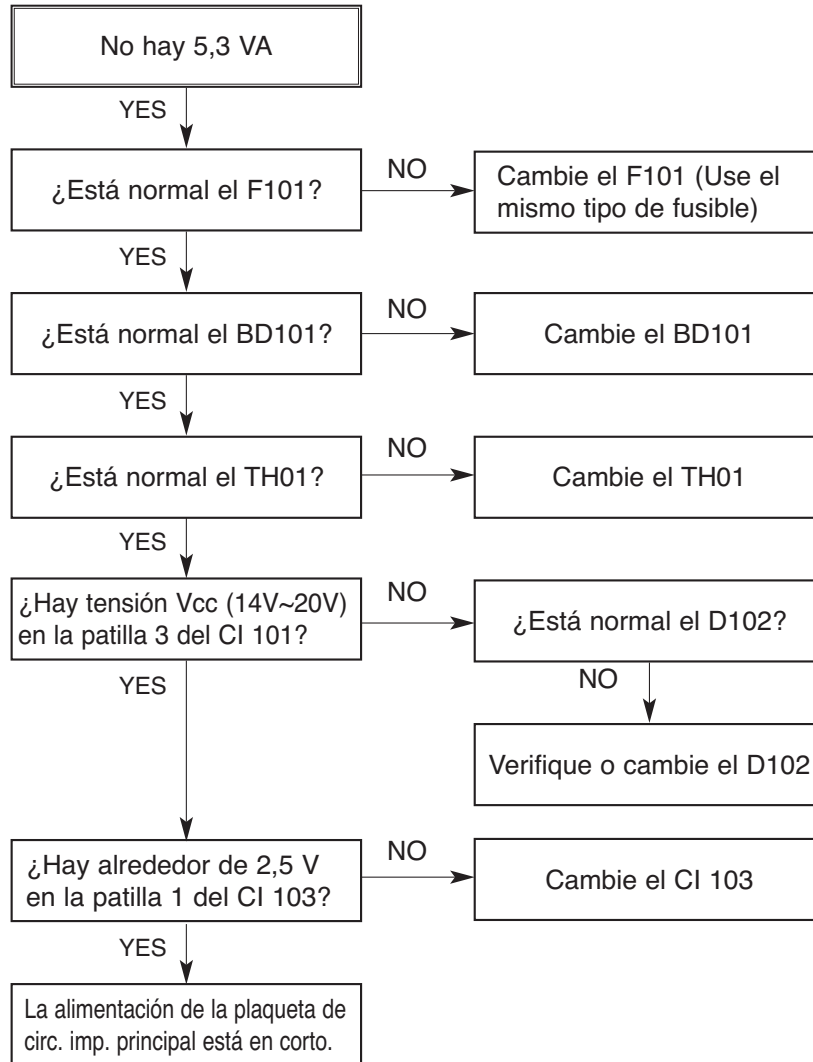 No hay 5,3 VA
YES
¿Está normal el F101?
NO
Cambie el F101 (Use el
mismo tipo de fusible)
YES
¿Está normal el BD101?
NO
Cambie el BD101
YES
¿Está normal el TH01?
NO
Cambie el TH01
YES
¿Hay tensión Vcc (14V~20V)
en la patilla 3 del CI 101?
NO
¿Está normal el D102?
YES
NO
Verifique o cambie el D102
¿Hay alrededor de 2,5 V
en la patilla 1 del CI 103?
NO
Cambie el CI 103
YES
La alimentación de la plaqueta de
circ. imp. principal está en corto.